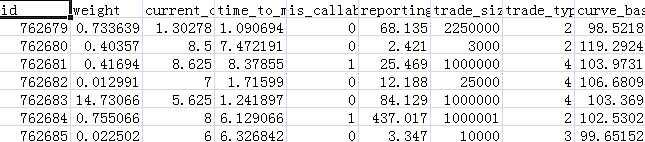 id weight current_c time_to_m is_callab reporting trade_siz trade_typ curve_bas
762679 0.733639 1.30278 1.090694 0 68.135 2250000 2 98.5218
762680 0.40357 8.5 7.472191 0 2.421 3000 2 119.2924
762681 0.41694 8.625 8.37855 1 25.469 1000000 4 103.9731
762682 0.012991 7 1.71599 0 12.188 25000 4 106.6809
762683 14.73066 5.625 1.241897 0 84.129 1000000 4 103.369
762684 0.755066 8 6.129066 1 437.017 1000001 2 102.5302
762685 0.022502 6 6.326842 0 3.347 10000 3 99.65152